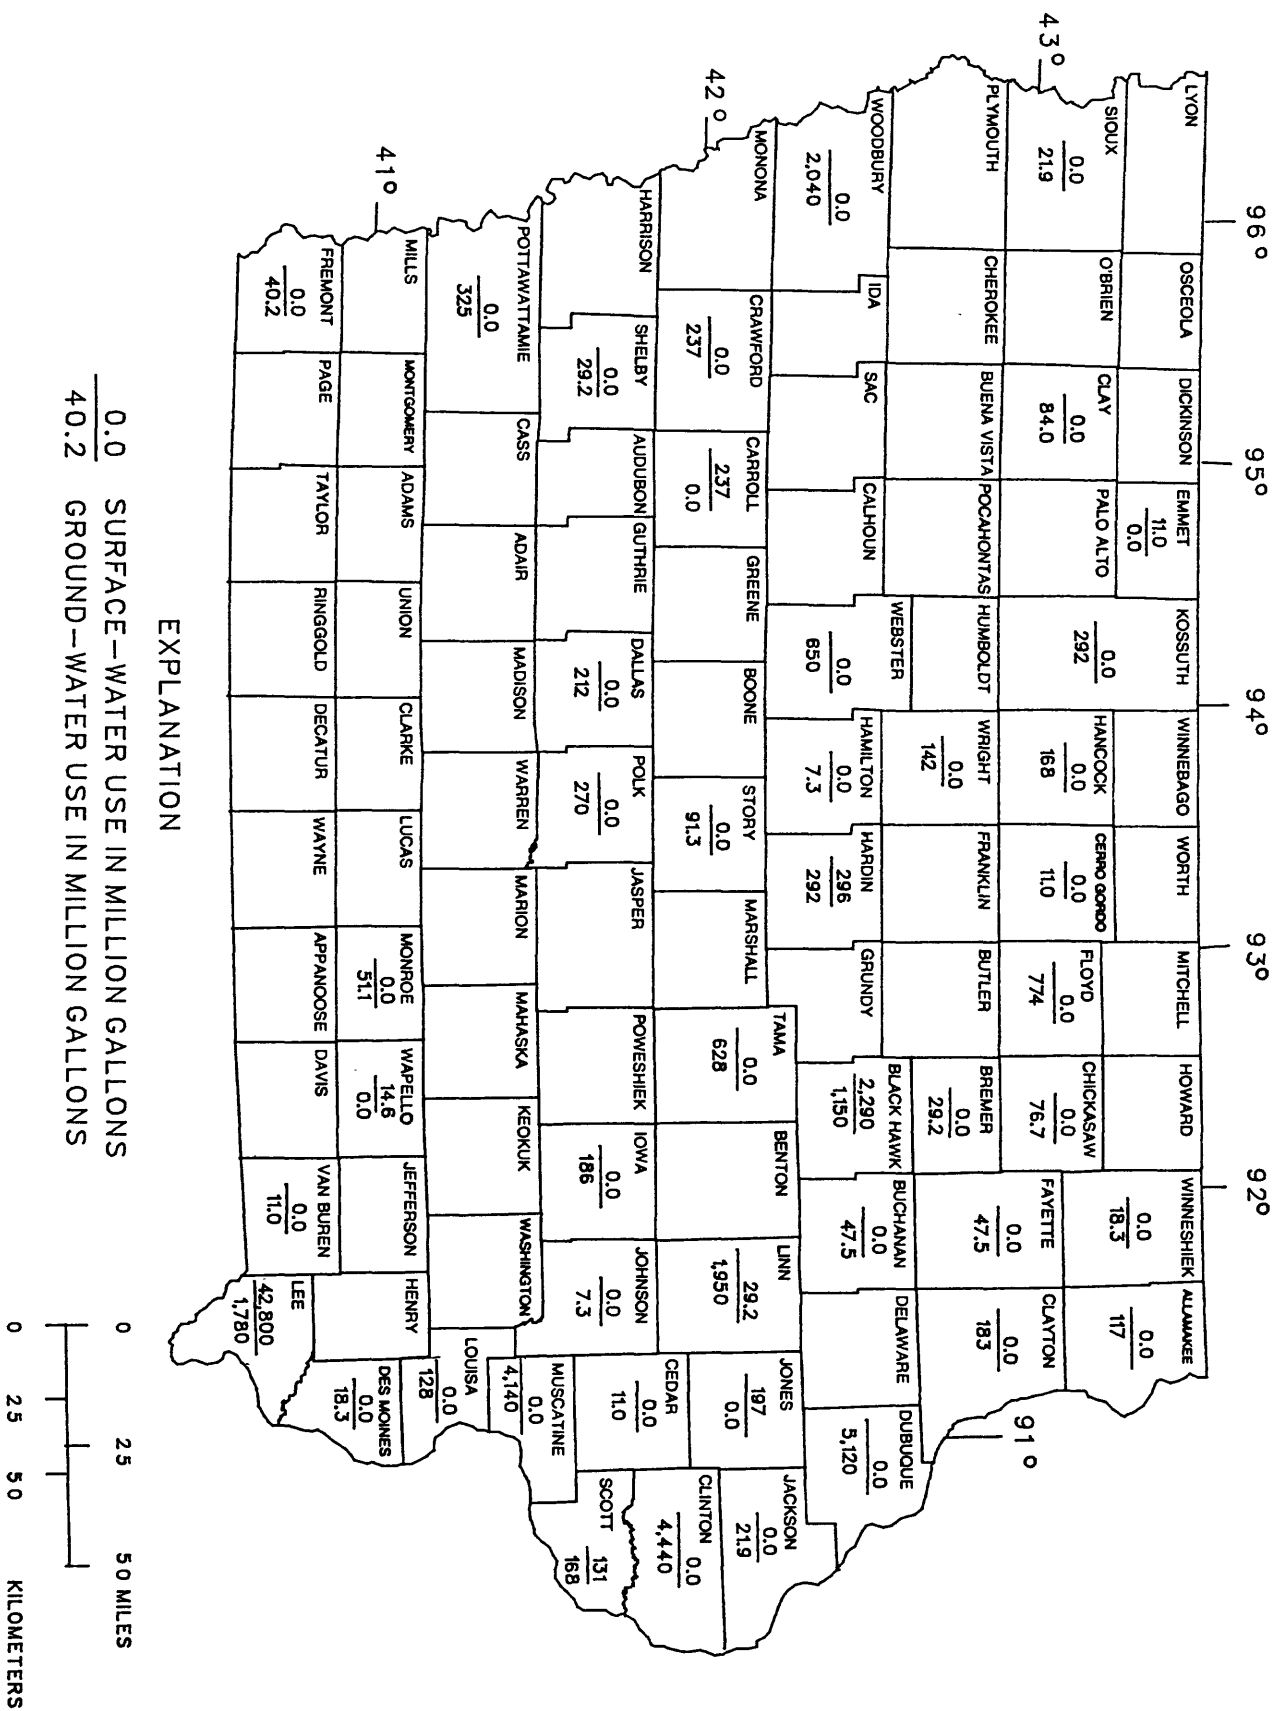 96° 95° 94° 93° 92°
43°
42°
41°
91°
LYON
OSCEOLA
DICKINSON
EMMET
11.0
0.0
KOSSUTH
0.0
292
WINNEBAGO
WORTH
MITCHELL
HOWARD
WINNESHIEK
0.0
18.3
ALLAMAKEE
0.0
117
SIOUX
0.0
21.9
O'BRIEN
CLAY
0.0
84.0
PALO ALTO
HANCOCK
0.0
168
CERRO GORDO
0.0
11.0
FLOYD
0.0
774
CHICKASAW
0.0
76.7
FAYETTE
0.0
47.5
CLAYTON
0.0
183
PLYMOUTH
CHEROKEE
BUENA VISTA
POCAHONTAS
HUMBOLDT
WRIGHT
0.0
142
FRANKLIN
BUTLER
BREMER
0.0
29.2
WOODBURY
0.0
2,040
IDA
SAC
CALHOUN
WEBSTER
0.0
650
HAMILTON
0.0
7.3
HARDIN
296
292
GRUNDY
BLACK HAWK
2,290
1,150
BUCHANAN
0.0
47.5
DELAWARE
DUBUQUE
0.0
5,120
MONONA
CRAWFORD
0.0
237
CARROLL
237
0.0
GREENE
BOONE
STORY
0.0
91.3
MARSHALL
TAMA
0.0
628
BENTON
LINN
29.2
1,950
JONES
197
0.0
JACKSON
0.0
21.9
HARRISON
SHELBY
0.0
29.2
AUDUBON
GUTHRIE
DALLAS
0.0
212
POLK
0.0
270
JASPER
POWESHIEK
IOWA
0.0
186
JOHNSON
0.0
7.3
CEDAR
0.0
11.0
CLINTON
0.0
4,440
SCOTT
131
168
POTTAWATTAMIE
0.0
325
CASS
ADAIR
MADISON
WARREN
MARION
MAHASKA
KEOKUK
WASHINGTON
MUSCATINE
0.0
4,140
LOUISA
0.0
128
MILLS
MONTGOMERY
ADAMS
UNION
CLARKE
LUCAS
MONROE
0.0
51.1
WAPELLO
14.6
0.0
JEFFERSON
HENRY
DES MOINES
0.0
18.3
FREMONT
0.0
40.2
PAGE
TAYLOR
RINGGOLD
DECATUR
WAYNE
APPANOOSE
DAVIS
VAN BUREN
0.0
11.0
LEE
42,800
1,780
EXPLANATION
0.0 SURFACE-WATER USE IN MILLION GALLONS
40.2 GROUND-WATER USE IN MILLION GALLONS
0 25 50 MILES
0 25 50 KILOMETERS